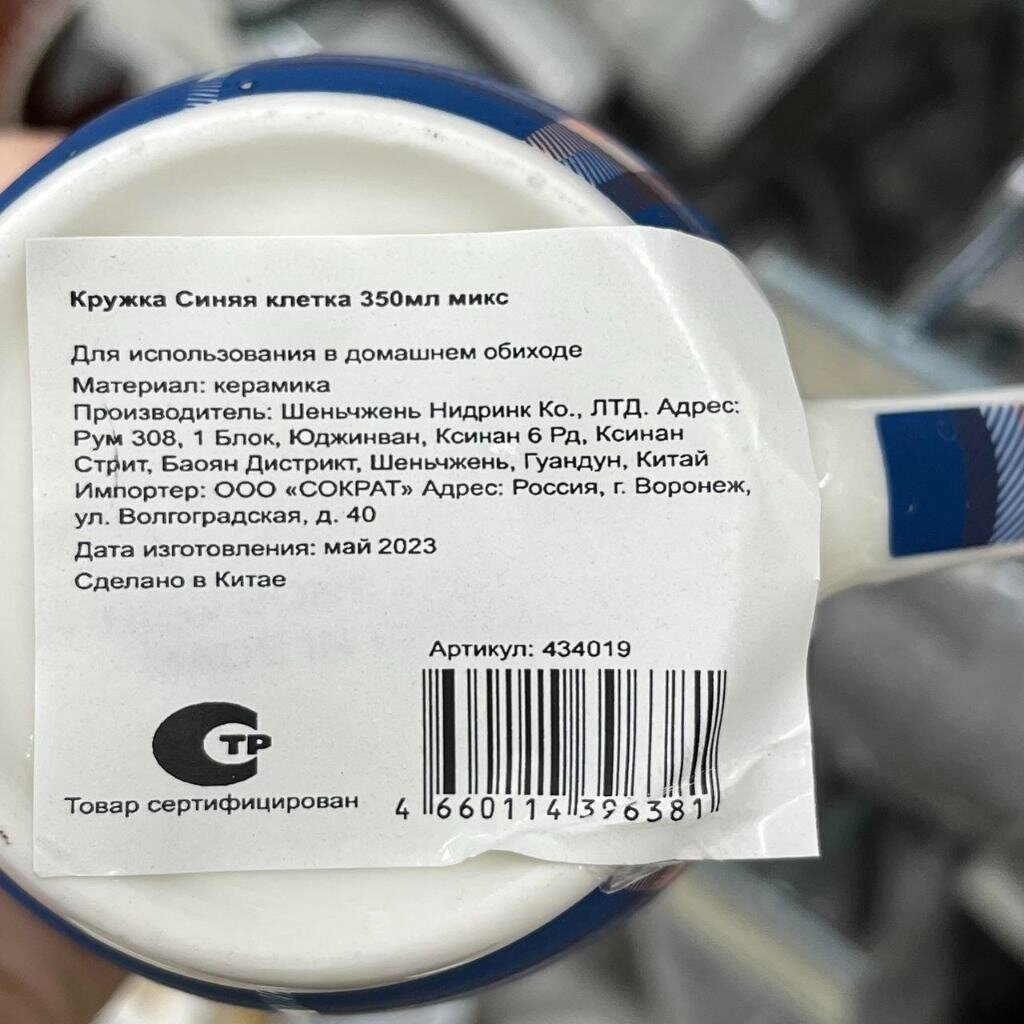 Кружка Синяя клетка 350мл микс
Для использования в домашнем обиходе
Материал: керамика
Производитель: Шеньчжень Нидринк Ко., ЛТД. Адрес:
Рум 308, 1 Блок, Юджинван, Ксинан 6 Рд, Ксинан
Стрит, Баоян Дистрикт, Шеньчжень, Гуандун, Китай
Импортер: ООО «СОКРАТ» Адрес: Россия, г. Воронеж,
ул. Волгоградская, д. 40
Дата изготовления: май 2023
Сделано в Китае
Артикул: 434019
СТР
Товар сертифицирован
4 660114 396381